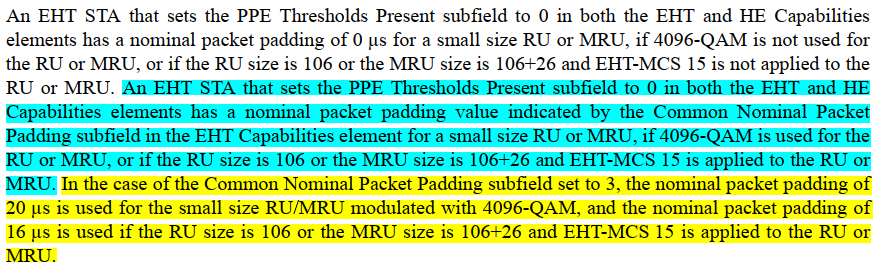 An EHT STA that sets the PPE Thresholds Present subfield to 0 in both the EHT and HE Capabilities
elements has a nominal packet padding of 0 µs for a small size RU or MRU, if 4096-QAM is not used for
the RU or MRU, or if the RU size is 106 or the MRU size is 106+26 and EHT-MCS 15 is not applied to the
RU or MRU. An EHT STA that sets the PPE Thresholds Present subfield to 0 in both the EHT and HE
Capabilities elements has a nominal packet padding value indicated by the Common Nominal Packet
Padding subfield in the EHT Capabilities element for a small size RU or MRU, if 4096-QAM is used for the
RU or MRU, or if the RU size is 106 or the MRU size is 106+26 and EHT-MCS 15 is applied to the RU or
MRU. In the case of the Common Nominal Packet Padding subfield set to 3, the nominal packet padding of
20 µs is used for the small size RU/MRU modulated with 4096-QAM, and the nominal packet padding of
16 µs is used if the RU size is 106 or the MRU size is 106+26 and EHT-MCS 15 is applied to the RU or
MRU.